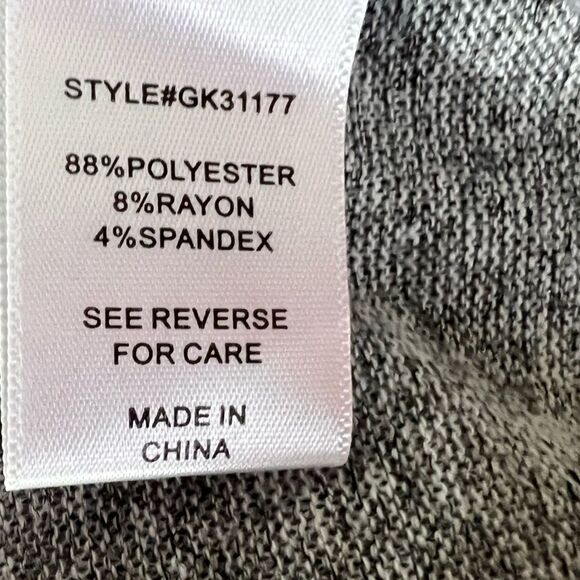 STYLE#GK31177
88%POLYESTER
8%RAYON
4%SPANDEX
SEE REVERSE
FOR CARE
MADE IN
CHINA